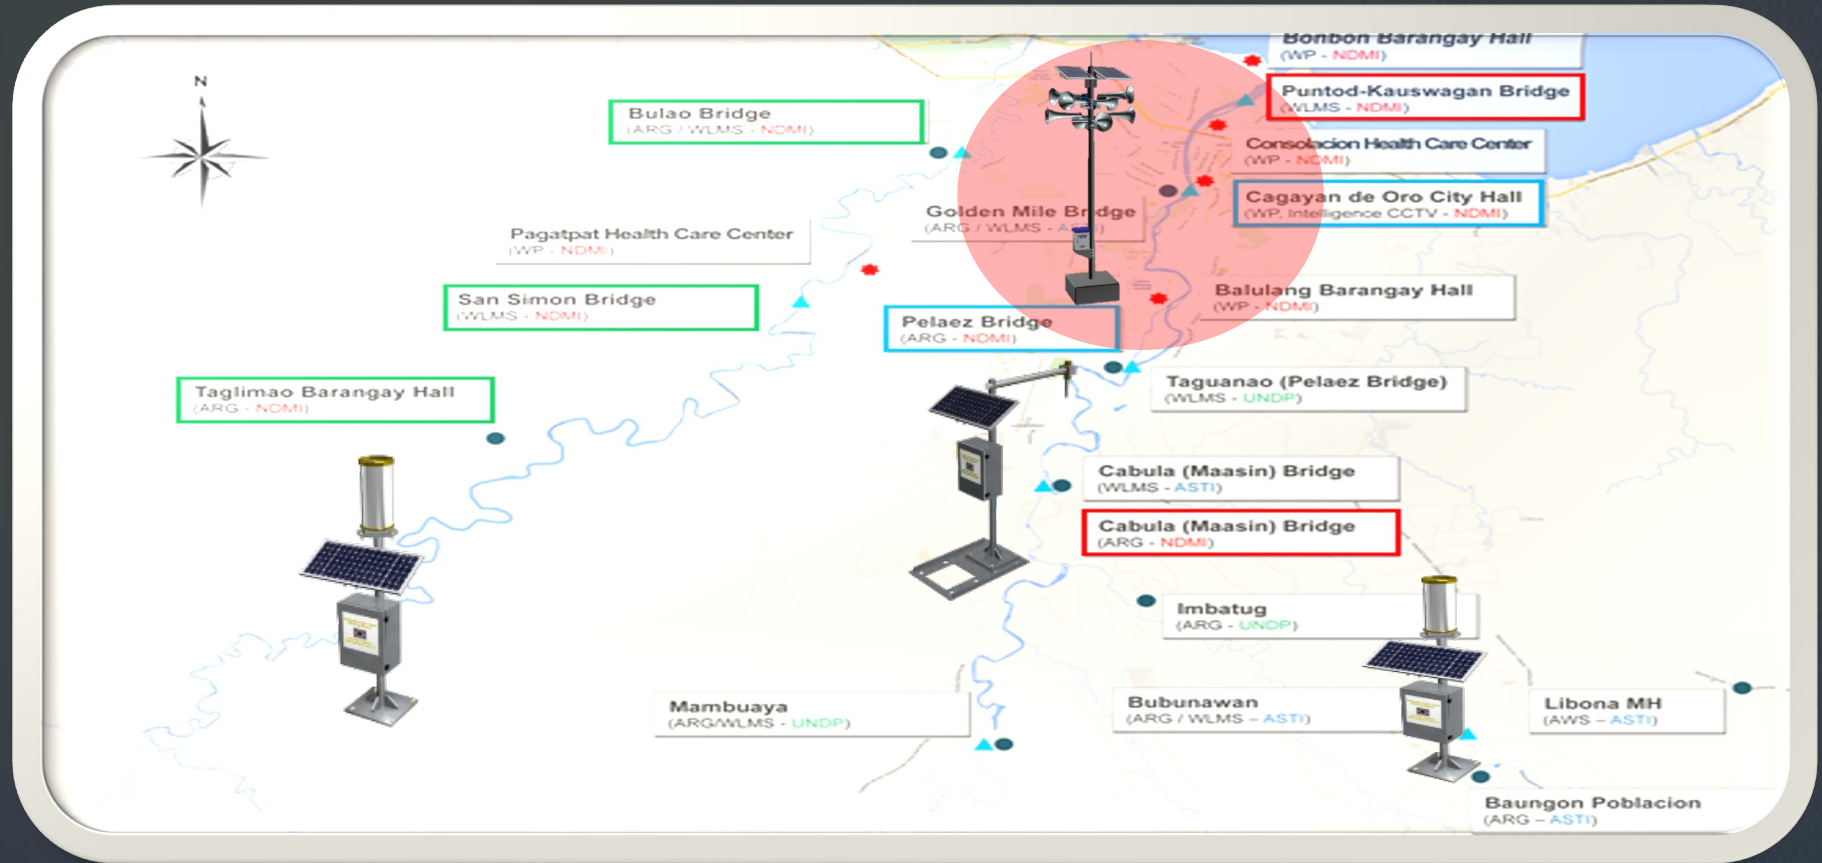 N
Bonbon Barangay Hall
(WP - NDMI)
Puntod-Kauswagan Bridge
(WLMS - NDMI)
Bulao Bridge
(ARG / WLMS - NDMI)
Consolacion Health Care Center
(WP - NDMI)
Cagayan de Oro City Hall
(WP, Intelligence CCTV - NDMI)
Golden Mile Bridge
(ARG / WLMS - ASTI)
Pagatpat Health Care Center
(WP - NDMI)
San Simon Bridge
(WLMS - NDMI)
Balulang Barangay Hall
(WP - NDMI)
Pelaez Bridge
(ARG - NDMI)
Taguanao (Pelaez Bridge)
(WLMS - UNDP)
Taglimao Barangay Hall
(ARG - NDMI)
Cabula (Maasin) Bridge
(WLMS - ASTI)
Cabula (Maasin) Bridge
(ARG - NDMI)
Imbatug
(ARG - UNDP)
Mambuaya
(ARG/WLMS - UNDP)
Bubunawan
(ARG / WLMS – ASTI)
Libona MH
(AWS – ASTI)
Baungon Poblacion
(ARG – ASTI)